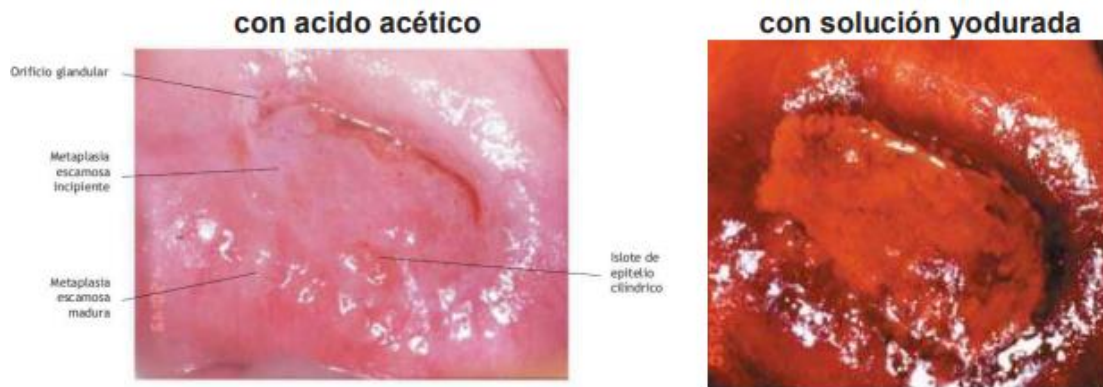 con acido acético
con solución yodurada
Orificio glandular
Metaplasia
escamosa
incipiente
Metaplasia
escamosa
madura
Islote de
epitelio
cilíndrico